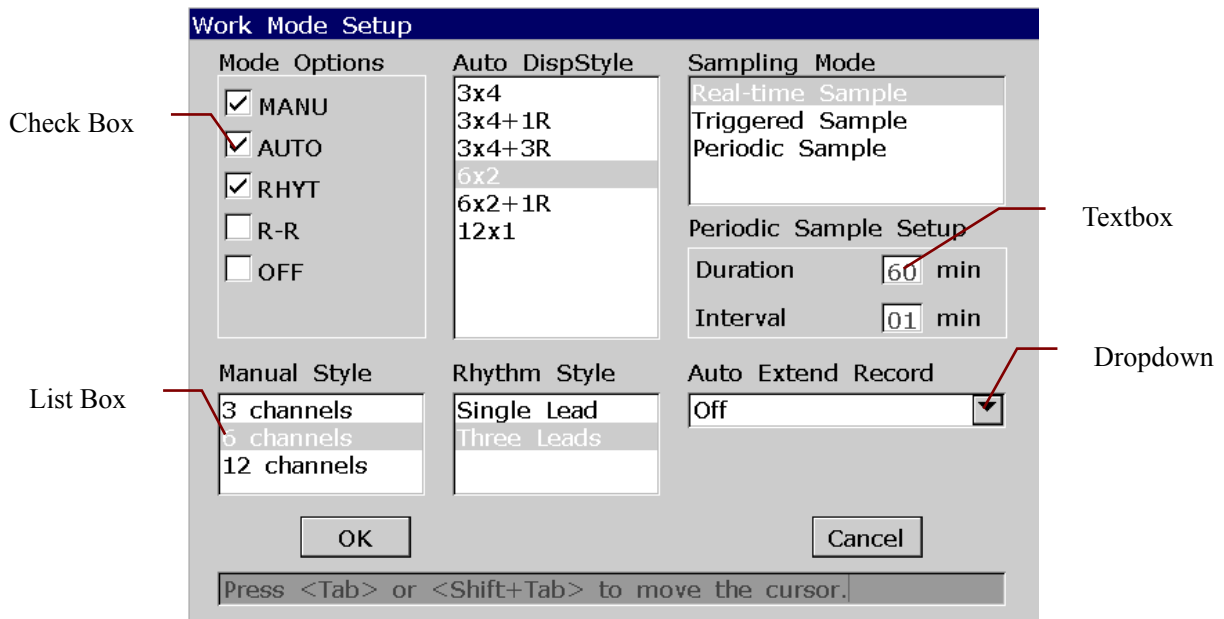 Work Mode Setup
Mode Options
MANU
AUTO
RHYT
R-R
OFF
Auto DispStyle
3x4
3x4+1R
3x4+3R
6x2
6x2+1R
12x1
Sampling Mode
Real-time Sample
Triggered Sample
Periodic Sample
Periodic Sample Setup
Duration 60 min
Interval 01 min
Manual Style
3 channels
6 channels
12 channels
Rhythm Style
Single Lead
Three Leads
Auto Extend Record
Off
OK
Cancel
Press <Tab> or <Shift+Tab> to move the cursor.
Check Box
List Box
Textbox
Dropdown